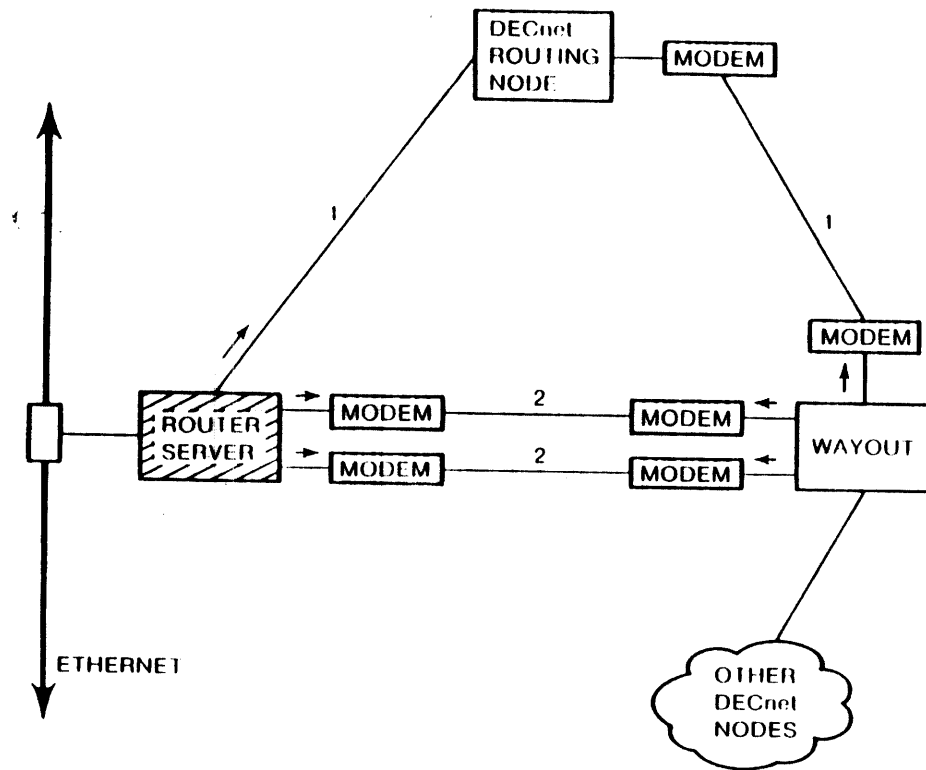 DECnet
ROUTING
NODE
MODEM
1
1
MODEM
ROUTER
SERVER
MODEM
2
MODEM
MODEM
2
MODEM
WAYOUT
ETHERNET
OTHER
DECnet
NODES